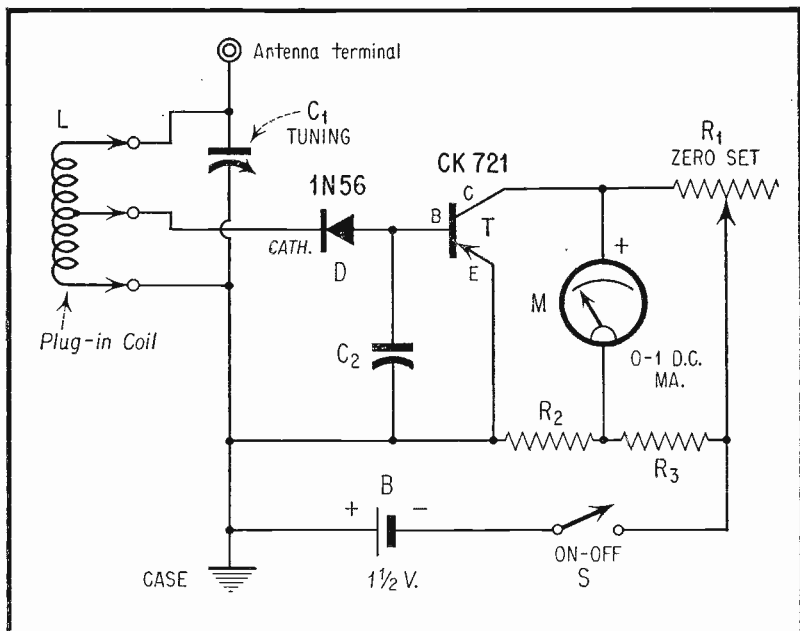 Antenna terminal
L
C1
TUNING
R1
ZERO SET
CK 721
1N56
C
B
T
E
CATH.
D
+
M
Plug-in Coil
C2
0-1 D.C.
MA.
R2
R3
B
+ -
ON-OFF
S
CASE
1½ V.